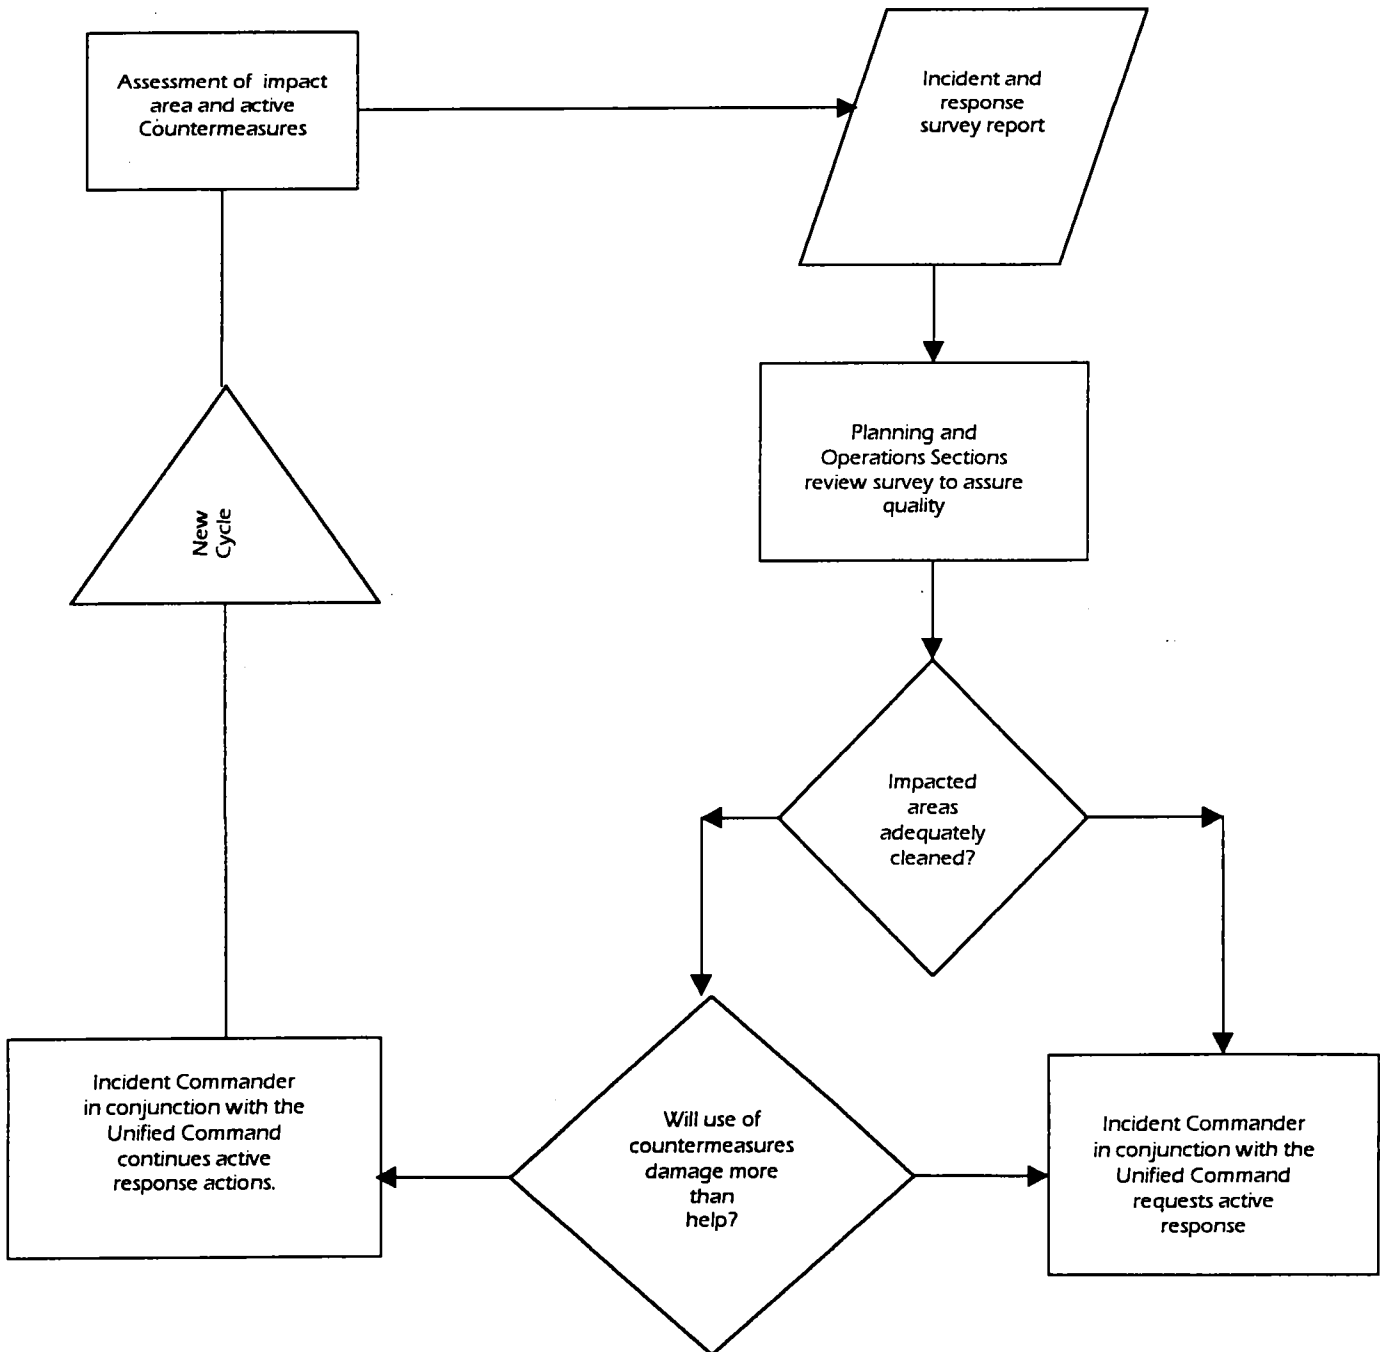 Assessment of impact
area and active
Countermeasures
Incident and
response
survey report
Planning and
Operations Sections
review survey to assure
quality
New
Cycle
Impacted
areas
adequately
cleaned?
Incident Commander
in conjunction with the
Unified Command
continues active
response actions.
Will use of
countermeasures
damage more
than
help?
Incident Commander
in conjunction with the
Unified Command
requests active
response